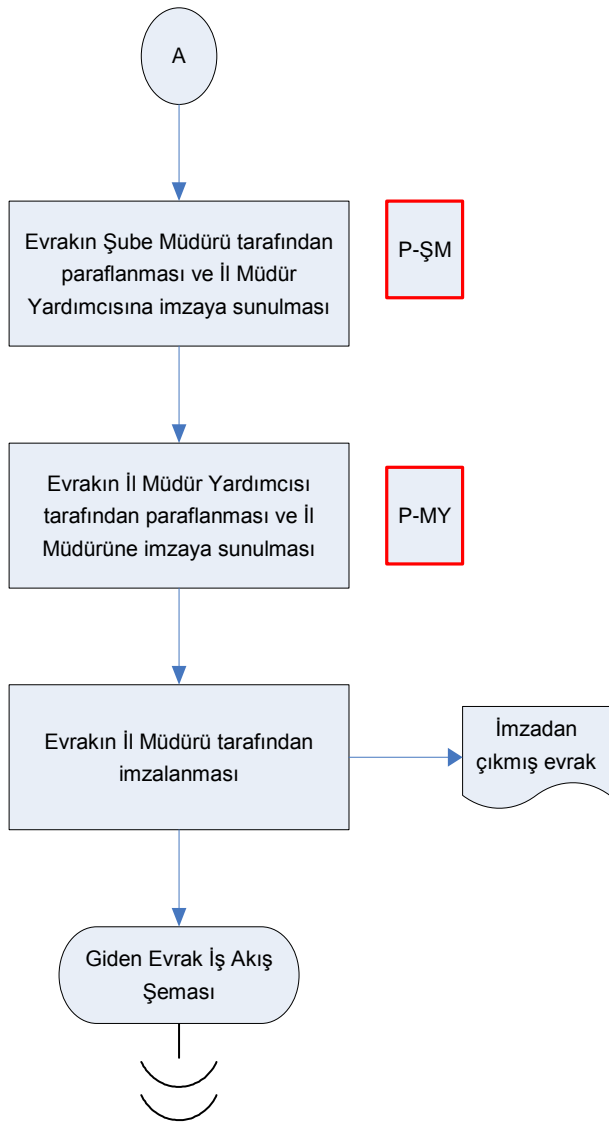 A
Evrakın Şube Müdürü tarafından
paraflanması ve İl Müdür
Yardımcısına imzaya sunulması
P-ŞM
Evrakın İl Müdür Yardımcısı
tarafından paraflanması ve İl
Müdürüne imzaya sunulması
P-MY
Evrakın İl Müdürü tarafından
imzalanması
İmzadan
çıkmış evrak
Giden Evrak İş Akış
Şeması